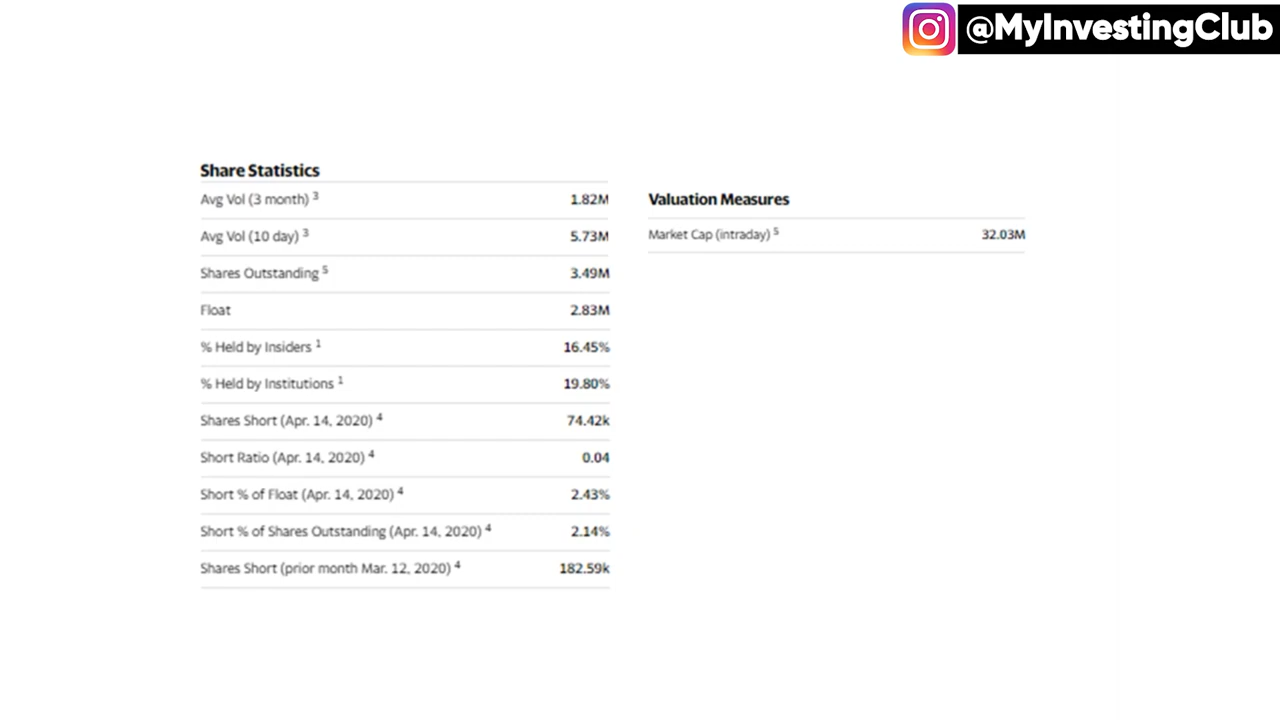 @MyInvestingClub
Share Statistics
Avg Vol (3 month) 3 1.82M
Avg Vol (10 day) 3 5.73M
Shares Outstanding 5 3.49M
Float 2.83M
% Held by Insiders 1 16.45%
% Held by Institutions 1 19.80%
Shares Short (Apr. 14, 2020) 4 74.42k
Short Ratio (Apr. 14, 2020) 4 0.04
Short % of Float (Apr. 14, 2020) 4 2.43%
Short % of Shares Outstanding (Apr. 14, 2020) 4 2.14%
Shares Short (prior month Mar. 12, 2020) 4 182.59k
Valuation Measures
Market Cap (intraday) 5 32.03M